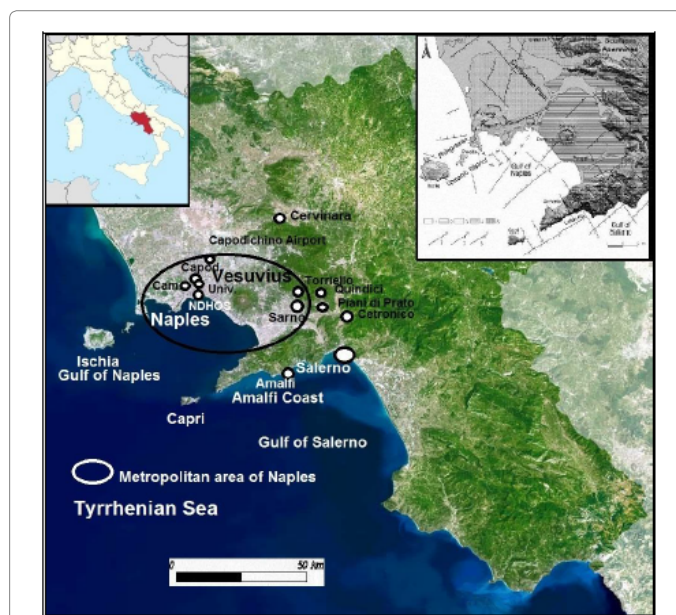 Gulf of
Naples
Gulf of
Salerno
Cervinara
Capodichino Airport
Capod.
Vesuvius
Cam.
Univ.
Torriello
Quindici
NDHOS
Piani di Prato
Naples
Sarno
Cetronico
Ischia
Gulf of Naples
Salerno
Amalfi
Amalfi Coast
Capri
Gulf of Salerno
Metropolitan area of Naples
Tyrrhenian Sea
0 50 Km